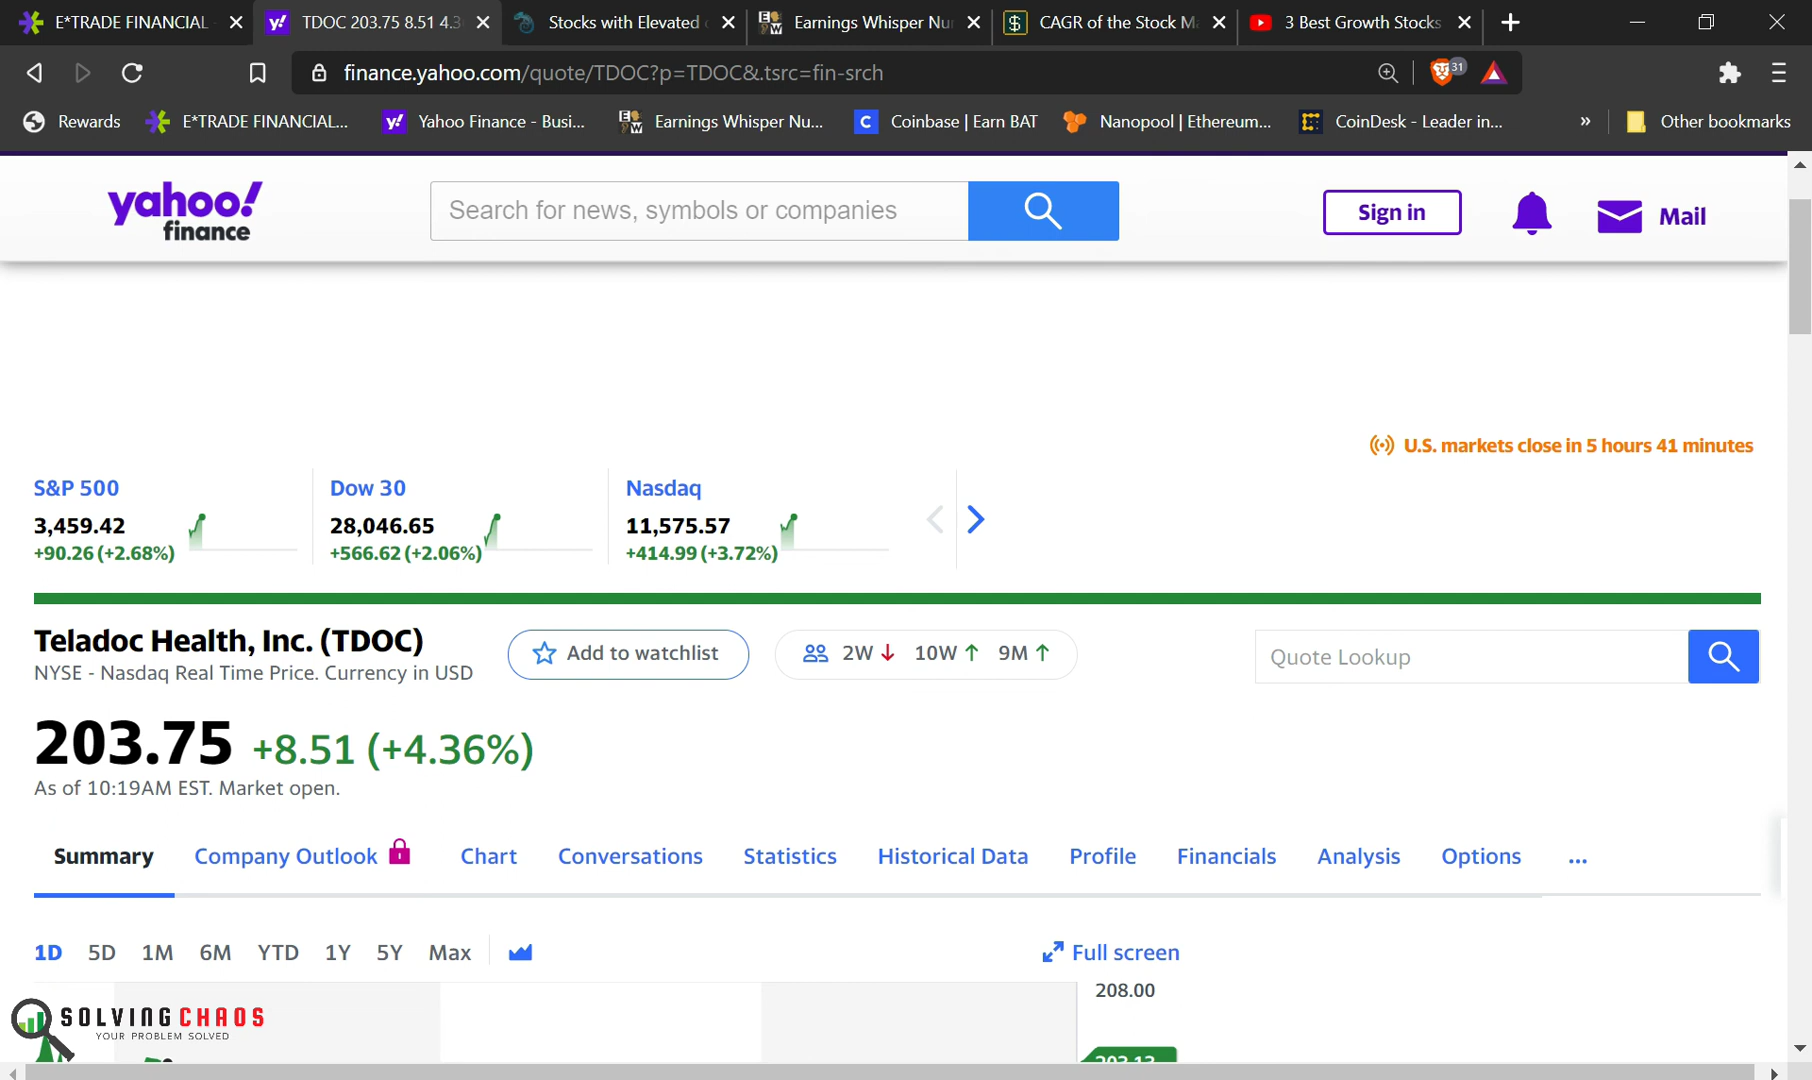 E*TRADE FINANCIAL
TDOC 203.75 8.51 4.3
Stocks with Elevated
Earnings Whisper Nu
CAGR of the Stock Ma
3 Best Growth Stocks
finance.yahoo.com/quote/TDOC?p=TDOC&.tsrc=fin-srch
31
Rewards
E*TRADE FINANCIAL...
Yahoo Finance - Busi...
Earnings Whisper Nu...
Coinbase | Earn BAT
Nanopool | Ethereum...
CoinDesk - Leader in...
»
Other bookmarks
yahoo!
finance
Search for news, symbols or companies
Sign in
Mail
U.S. markets close in 5 hours 41 minutes
S&P 500
3,459.42
+90.26 (+2.68%)
Dow 30
28,046.65
+566.62 (+2.06%)
Nasdaq
11,575.57
+414.99 (+3.72%)
Teladoc Health, Inc. (TDOC)
NYSE - Nasdaq Real Time Price. Currency in USD
Add to watchlist
2W↓ 10W↑ 9M↑
Quote Lookup
203.75 +8.51 (+4.36%)
As of 10:19AM EST. Market open.
Summary
Company Outlook
Chart
Conversations
Statistics
Historical Data
Profile
Financials
Analysis
Options
...
1D 5D 1M 6M YTD 1Y 5Y Max
Full screen
208.00
SOLVINGCHAOS
YOUR PROBLEM SOLVED
203.13